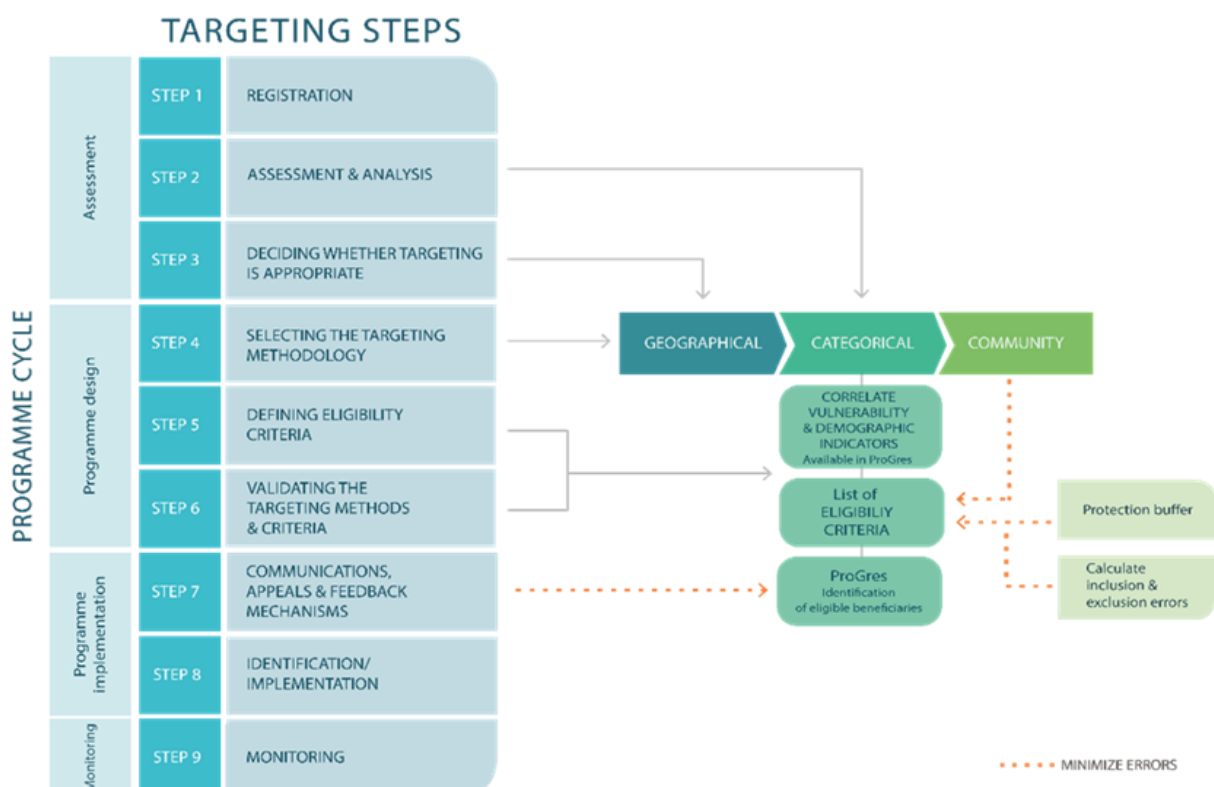 TARGETING STEPS
PROGRAMME CYCLE
Assessment
STEP 1
REGISTRATION
STEP 2
ASSESSMENT & ANALYSIS
STEP 3
DECIDING WHETHER TARGETING
IS APPROPRIATE
Programme design
STEP 4
SELECTING THE TARGETING
METHODOLOGY
STEP 5
DEFINING ELIGIBILITY
CRITERIA
STEP 6
VALIDATING THE
TARGETING METHODS
& CRITERIA
Programme
implementation
STEP 7
COMMUNICATIONS,
APPEALS & FEEDBACK
MECHANISMS
STEP 8
IDENTIFICATION/
IMPLEMENTATION
Monitoring
STEP 9
MONITORING
GEOGRAPHICAL
CATEGORICAL
COMMUNITY
CORRELATE
VULNERABILITY
& DEMOGRAPHIC
INDICATORS
Available in ProGres
List of
ELIGIBILIY
CRITERIA
ProGres
Identification
of eligible beneficiaries
Protection buffer
Calculate
inclusion &
exclusion errors
MINIMIZE ERRORS